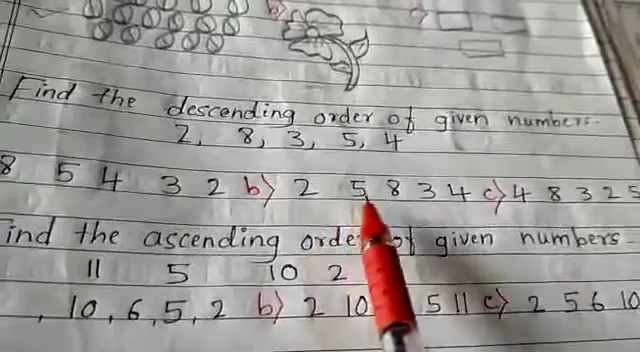 b) c)
Find the descending order of given numbers.
2, 8, 3, 5, 4
8 5 4 3 2 b) 2 5 8 3 4 c) 4 8 3 2 5
ind the ascending order of given numbers.
11 5 10 2
, 10, 6, 5, 2 b) 2 10 5 11 c) 2 5 6 10